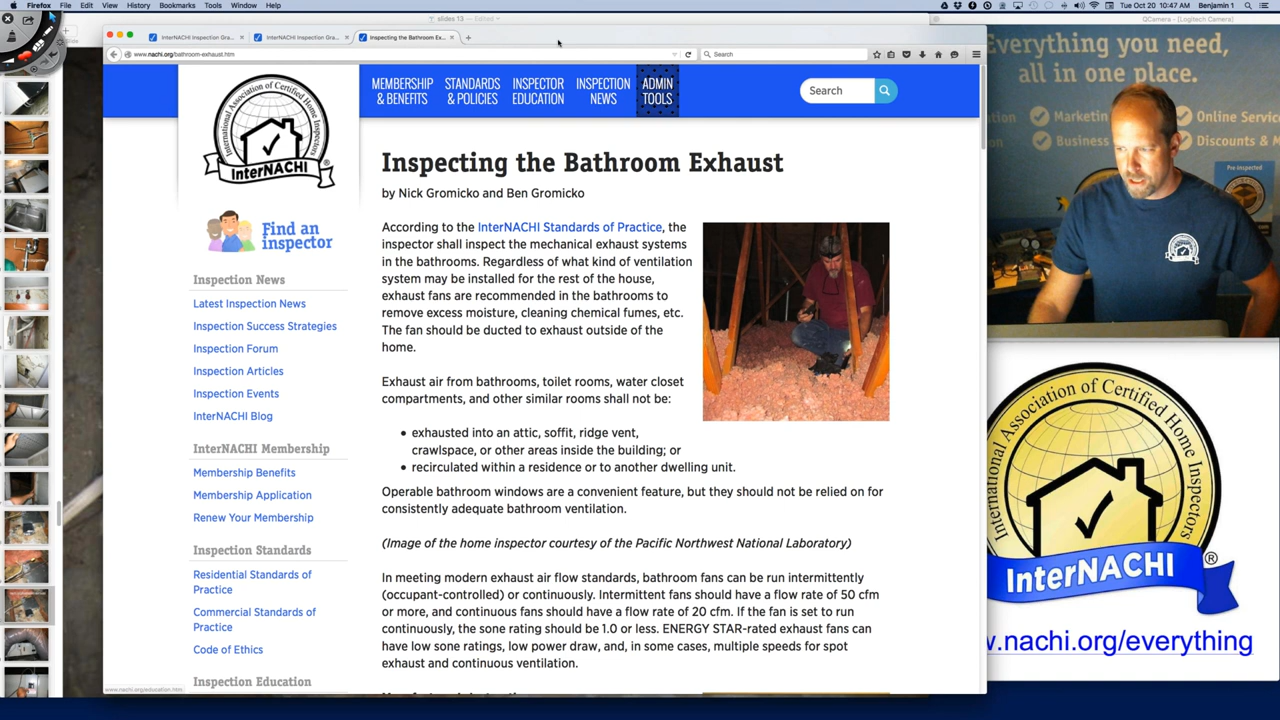 Firefox File Edit View History Bookmarks Tools Window Help
Tue Oct 20 10:47 AM Benjamin 1
slides 13 — Edited
QCamera - [Logitech Camera]
InterNACHI Inspection Gra...
InterNACHI Inspection Gra...
Inspecting the Bathroom Ex...
www.nachi.org/bathroom-exhaust.htm
Search
MEMBERSHIP & BENEFITS
STANDARDS & POLICIES
INSPECTOR EDUCATION
INSPECTION NEWS
ADMIN TOOLS
Search
International Association of Certified Home Inspectors
InterNACHI
Find an
inspector
Inspection News
Latest Inspection News
Inspection Success Strategies
Inspection Forum
Inspection Articles
Inspection Events
InterNACHI Blog
InterNACHI Membership
Membership Benefits
Membership Application
Renew Your Membership
Inspection Standards
Residential Standards of
Practice
Commercial Standards of
Practice
Code of Ethics
Inspection Education
www.nachi.org/education.htm
Inspecting the Bathroom Exhaust
by Nick Gromicko and Ben Gromicko
According to the InterNACHI Standards of Practice, the
inspector shall inspect the mechanical exhaust systems
in the bathrooms. Regardless of what kind of ventilation
system may be installed for the rest of the house,
exhaust fans are recommended in the bathrooms to
remove excess moisture, cleaning chemical fumes, etc.
The fan should be ducted to exhaust outside of the
home.
Exhaust air from bathrooms, toilet rooms, water closet
compartments, and other similar rooms shall not be:
• exhausted into an attic, soffit, ridge vent,
crawlspace, or other areas inside the building; or
• recirculated within a residence or to another dwelling unit.
Operable bathroom windows are a convenient feature, but they should not be relied on for
consistently adequate bathroom ventilation.
(Image of the home inspector courtesy of the Pacific Northwest National Laboratory)
In meeting modern exhaust air flow standards, bathroom fans can be run intermittently
(occupant-controlled) or continuously. Intermittent fans should have a flow rate of 50 cfm
or more, and continuous fans should have a flow rate of 20 cfm. If the fan is set to run
continuously, the sone rating should be 1.0 or less. ENERGY STAR-rated exhaust fans can
have low sone ratings, low power draw, and, in some cases, multiple speeds for spot
exhaust and continuous ventilation.
Everything you need,
all in one place.
Marketin
Online Servic
Business
Discounts & M
Pre inspected
International Association of Certified Home Inspectors
InterNACHI
®
w.nachi.org/everything